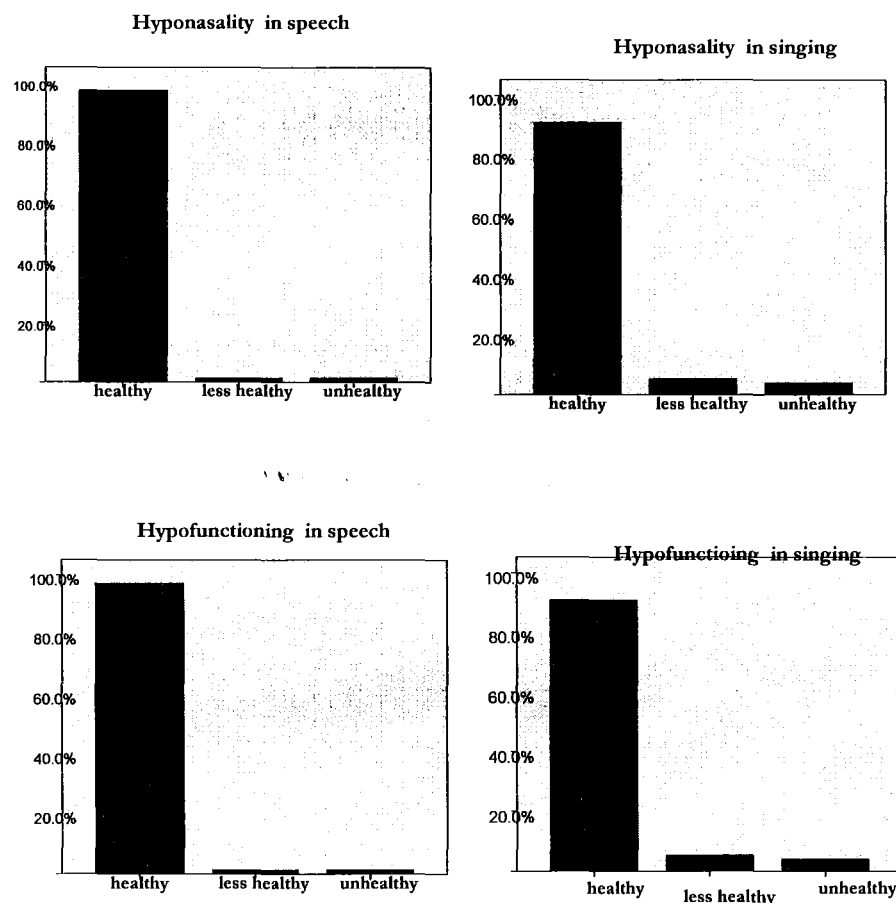 Hyponasality in speech
100.0%
80.0%
60.0%
40.0%
20.0%
healthy less healthy unhealthy
Hyponasality in singing
100.0%
80.0%
60.0%
40.0%
20.0%
healthy less healthy unhealthy
Hypofunctioning in speech
100.0%
80.0%
60.0%
40.0%
20.0%
healthy less healthy unhealthy
Hypofunctioing in singing
100.0%
80.0%
60.0%
40.0%
20.0%
healthy less healthy unhealthy